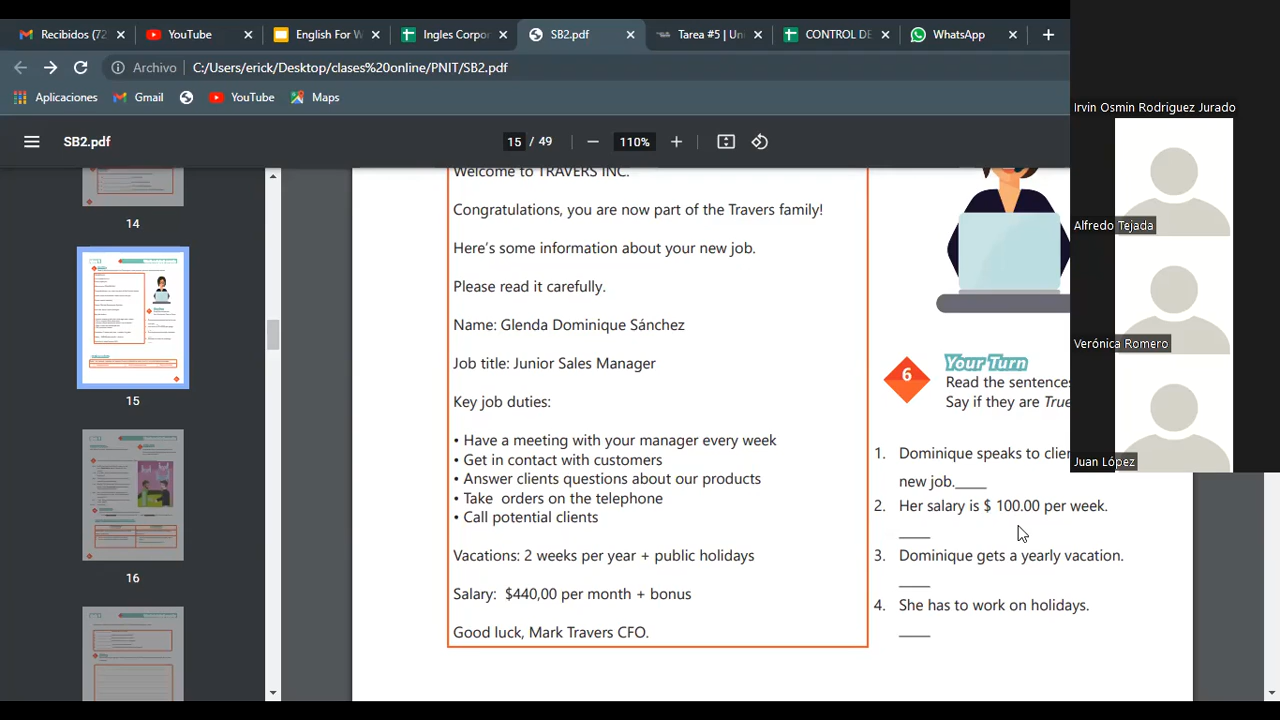 Recibidos (72
YouTube
English For W
Ingles Corpo
SB2.pdf
Tarea #5 | Un
CONTROL DE
WhatsApp
Archivo
C:/Users/erick/Desktop/clases%20online/PNIT/SB2.pdf
Aplicaciones
Gmail
YouTube
Maps
SB2.pdf
15 / 49
110%
Irvin Osmin Rodriguez Jurado
Alfredo Tejada
Verónica Romero
Juan López
14
15
16
Welcome to TRAVERS INC.
Congratulations, you are now part of the Travers family!
Here's some information about your new job.
Please read it carefully.
Name: Glenda Dominique Sánchez
Job title: Junior Sales Manager
Key job duties:
• Have a meeting with your manager every week
• Get in contact with customers
• Answer clients questions about our products
• Take orders on the telephone
• Call potential clients
Vacations: 2 weeks per year + public holidays
Salary: $440,00 per month + bonus
Good luck, Mark Travers CFO.
6
Your Turn
Read the sentences
Say if they are True
1. Dominique speaks to clien
new job.____
2. Her salary is $ 100.00 per week.
____
3. Dominique gets a yearly vacation.
____
4. She has to work on holidays.
____